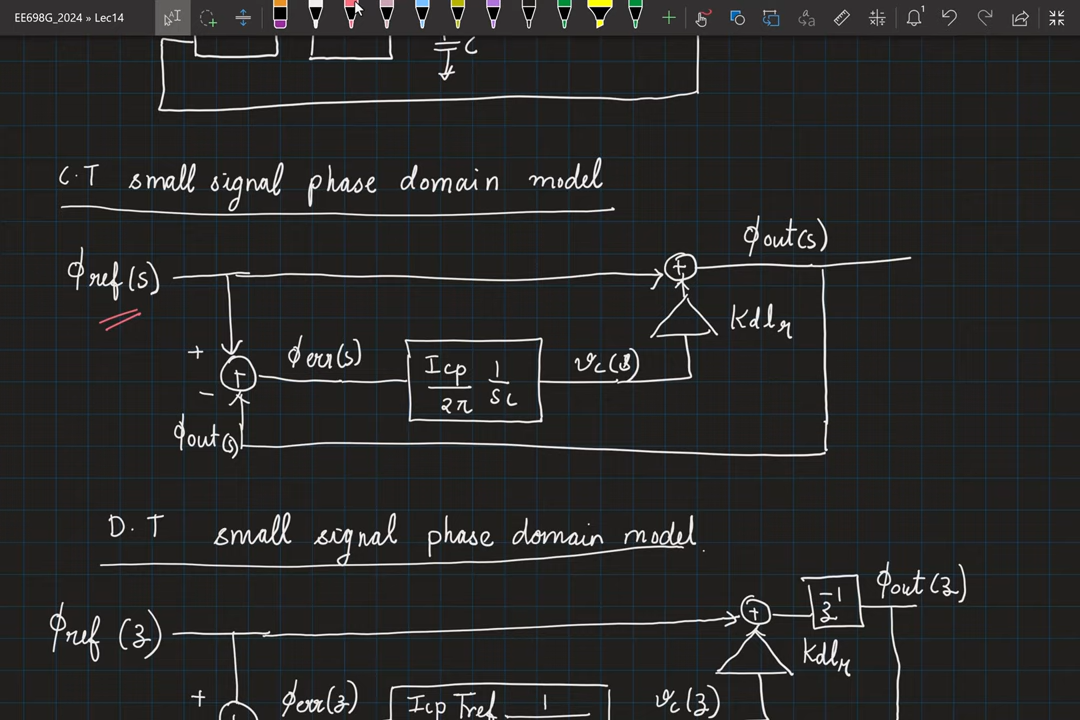 EE698G_2024 » Lec14
C
C.T small signal phase domain model
ϕout(s)
ϕref(s)
+
Kdlr
+ ϕerr(s) Icp/2π 1/sC vc(s)
+
−
ϕout(s)
D.T small signal phase domain model.
ϕout(z)
z^-1
+
ϕref (z)
Kdlr
+ ϕerr(z) Icp Tref 1 vc(z)